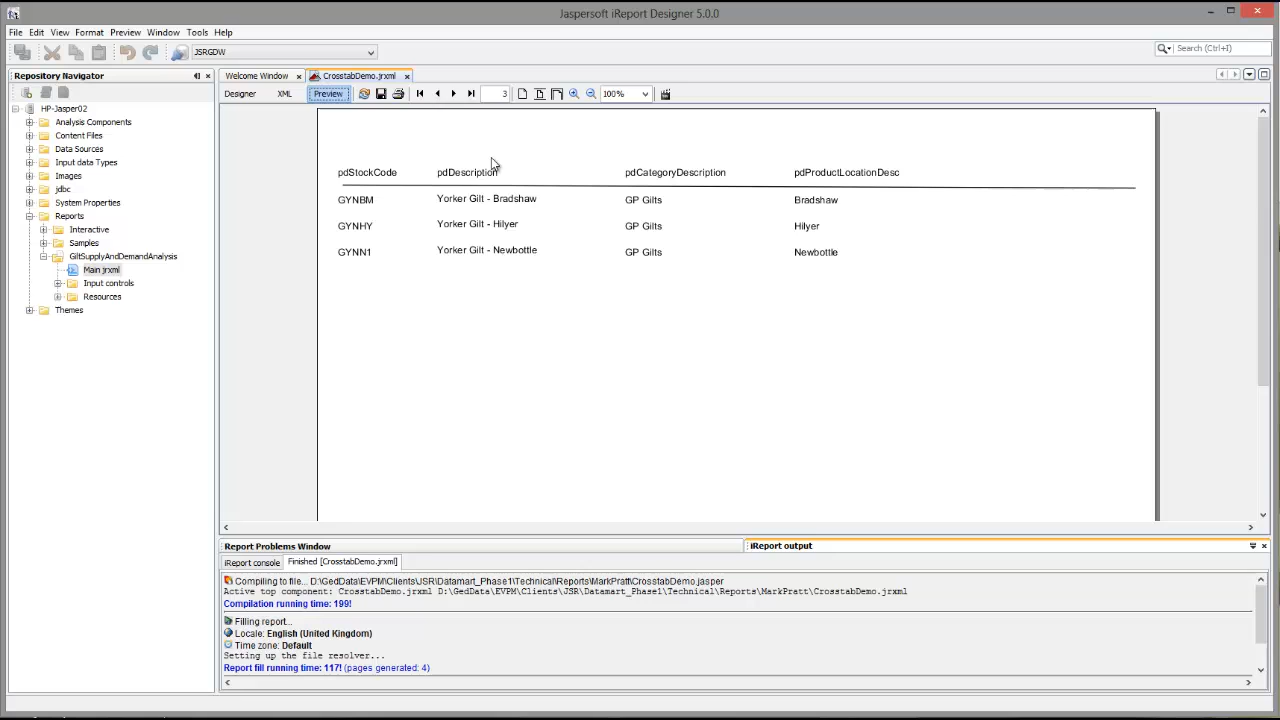 Jaspersoft iReport Designer 5.0.0
File Edit View Format Preview Window Tools Help
JSRGDW
Search (Ctrl+I)
Repository Navigator
Welcome Window
CrosstabDemo.jrxml
Designer XML Preview 3 100%
HP-Jasper02
Analysis Components
Content Files
Data Sources
Input data Types
Images
jdbc
System Properties
Reports
Interactive
Samples
GiltSupplyAndDemandAnalysis
Main jrxml
Input controls
Resources
Themes
pdStockCode pdDescription pdCategoryDescription pdProductLocationDesc
GYNBM Yorker Gilt - Bradshaw GP Gilts Bradshaw
GYNHY Yorker Gilt - Hilyer GP Gilts Hilyer
GYNN1 Yorker Gilt - Newbottle GP Gilts Newbottle
Report Problems Window
iReport output
iReport console
Finished [CrosstabDemo.jrxml]
Compiling to file... D:\GedData\EVPM\Clients\JSR\Datamart_Phase1\Technical\Reports\MarkPratt\CrosstabDemo.jasper
Active top component: CrosstabDemo.jrxml D:\GedData\EVPM\Clients\JSR\Datamart_Phase1\Technical\Reports\MarkPratt\CrosstabDemo.jrxml
Compilation running time: 199!
Filling report...
Locale: English (United Kingdom)
Time zone: Default
Setting up the file resolver...
Report fill running time: 117! (pages generated: 4)